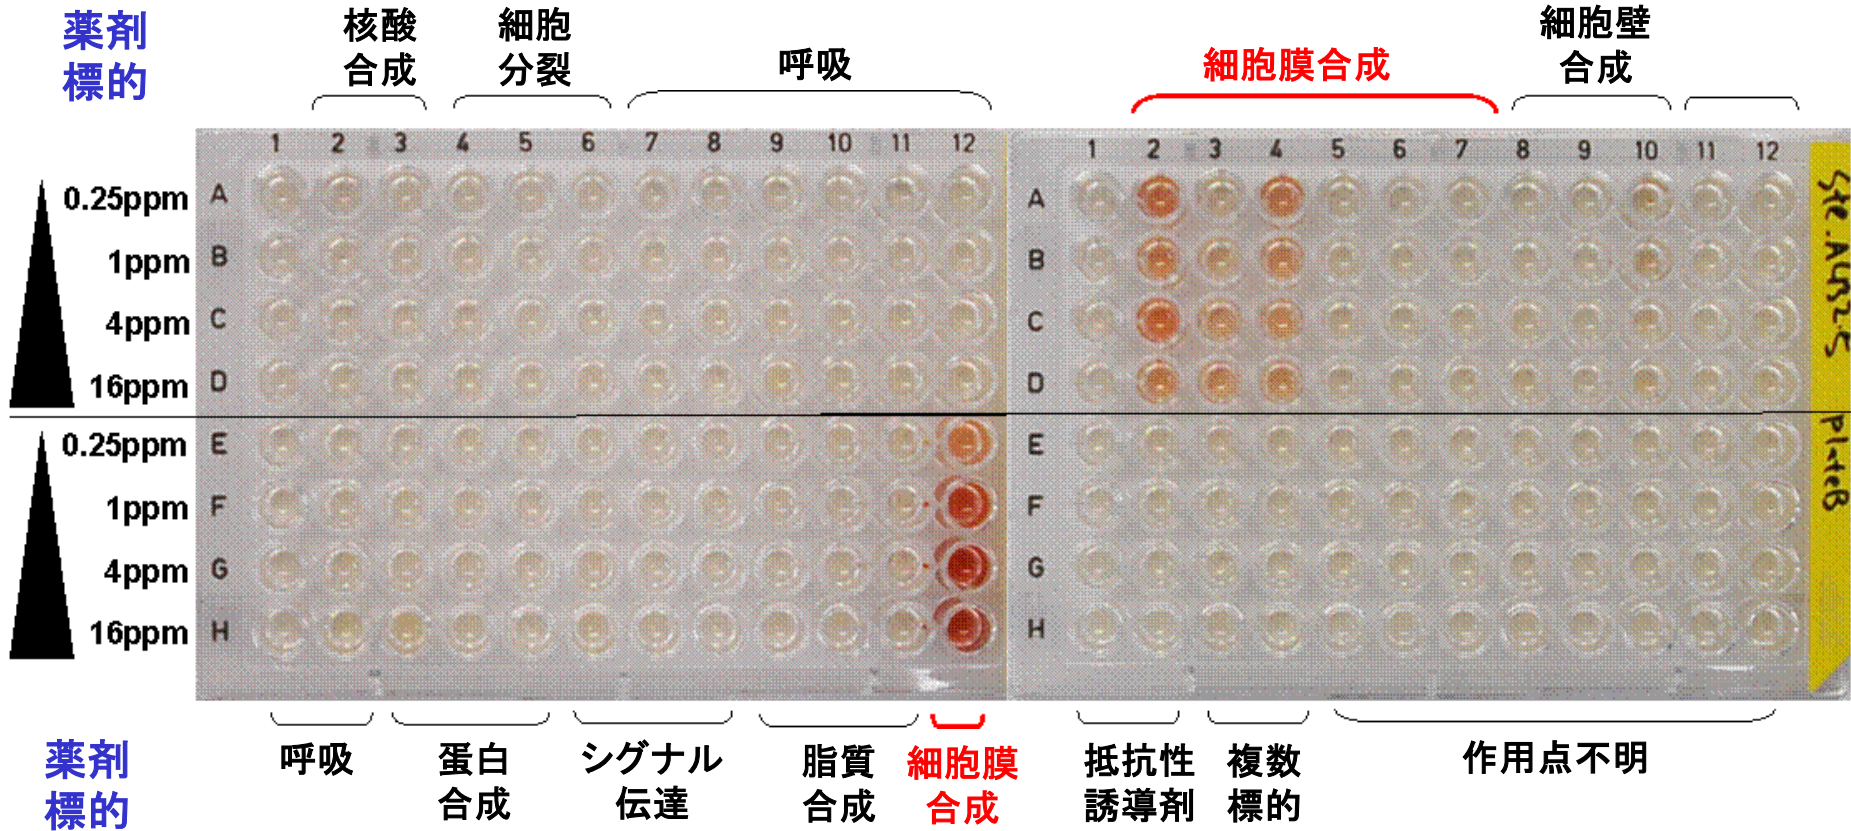 薬剤
標的
核酸
合成
細胞
分裂
呼吸
細胞膜合成
細胞壁
合成
1 2 3 4 5 6 7 8 9 10 11 12
1 2 3 4 5 6 7 8 9 10 11 12
0.25ppm A A
1ppm B B
4ppm C C
16ppm D D
0.25ppm E E
1ppm F F
4ppm G G
16ppm H H
Ste.A432-5
plateB
薬剤
標的
呼吸
蛋白
合成
シグナル
伝達
脂質
合成
細胞膜
合成
抵抗性
誘導剤
複数
標的
作用点不明